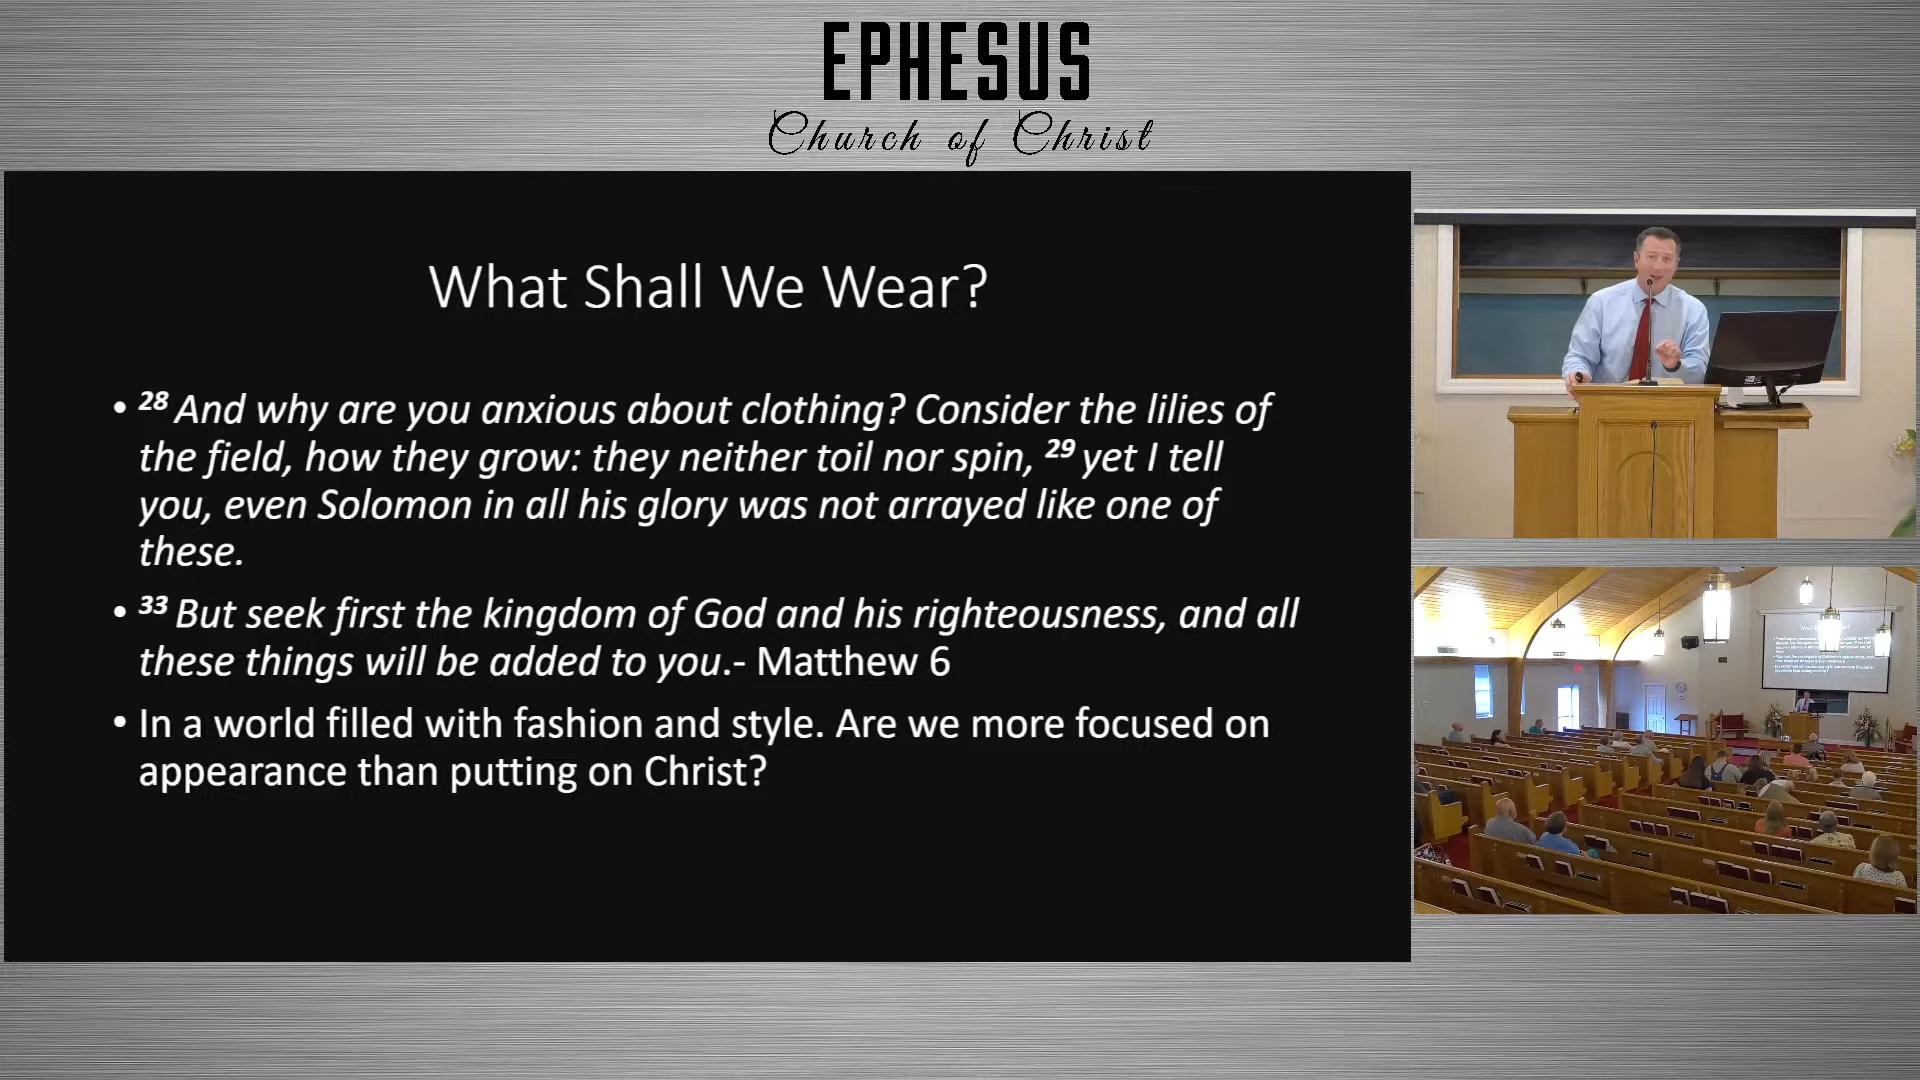 EPHESUS
Church of Christ
What Shall We Wear?
• 28 And why are you anxious about clothing? Consider the lilies of
the field, how they grow: they neither toil nor spin, 29 yet I tell
you, even Solomon in all his glory was not arrayed like one of
these.
• 33 But seek first the kingdom of God and his righteousness, and all
these things will be added to you.- Matthew 6
• In a world filled with fashion and style. Are we more focused on
appearance than putting on Christ?